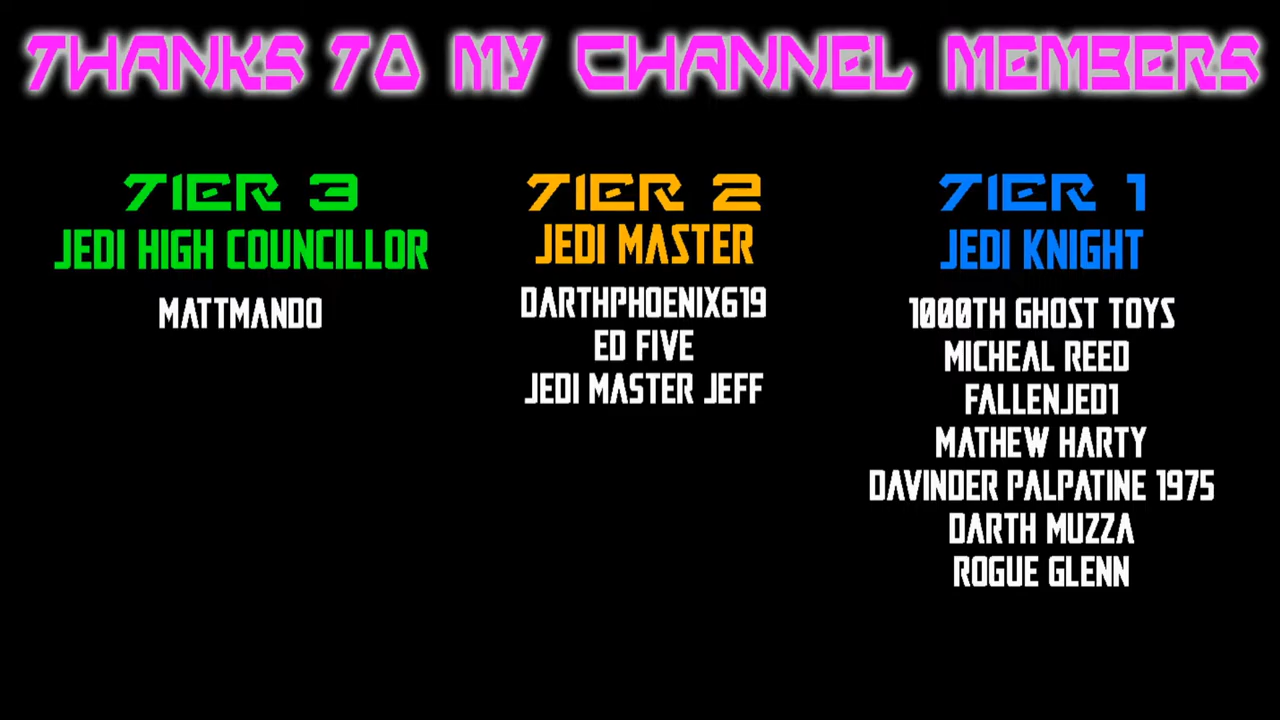 THANKS TO MY CHANNEL MEMBERS
TIER 3
JEDI HIGH COUNCILLOR
MATTMANDO
TIER 2
JEDI MASTER
DARTHPHOENIX619
ED FIVE
JEDI MASTER JEFF
TIER 1
JEDI KNIGHT
1000TH GHOST TOYS
MICHEAL REED
FALLENJED1
MATHEW HARTY
DAVINDER PALPATINE 1975
DARTH MUZZA
ROGUE GLENN